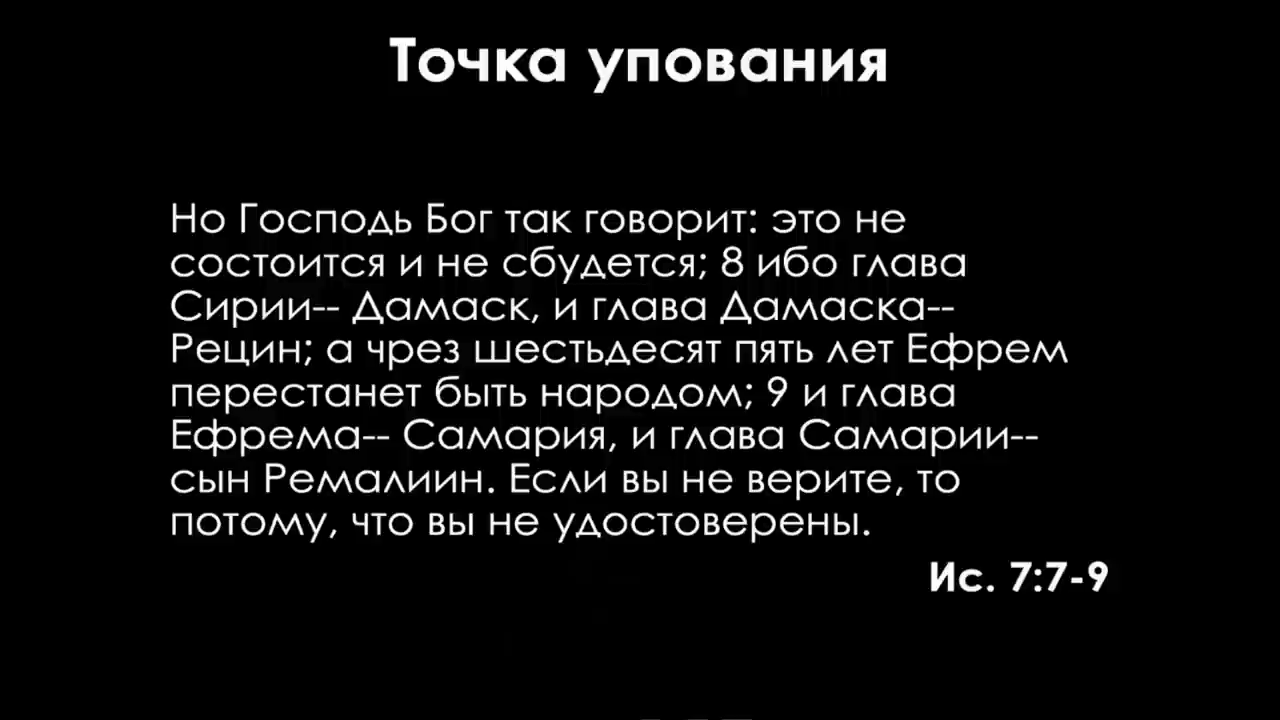 Точка упования
Но Господь Бог так говорит: это не
состоится и не сбудется; 8 ибо глава
Сирии-- Дамаск, и глава Дамаска--
Рецин; а чрез шестьдесят пять лет Ефрем
перестанет быть народом; 9 и глава
Ефрема-- Самария, и глава Самарии--
сын Ремалиин. Если вы не верите, то
потому, что вы не удостоверены.
Ис. 7:7-9